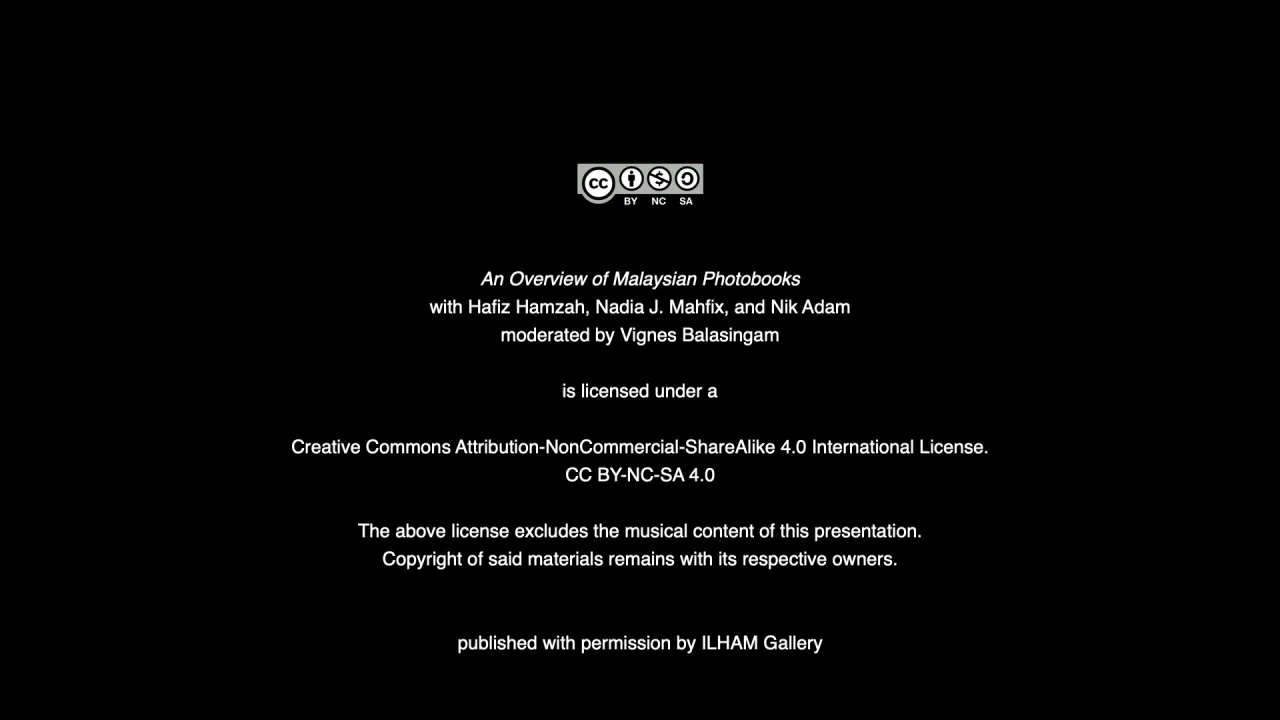 cc
BY NC SA
An Overview of Malaysian Photobooks
with Hafiz Hamzah, Nadia J. Mahfix, and Nik Adam
moderated by Vignes Balasingam
is licensed under a
Creative Commons Attribution-NonCommercial-ShareAlike 4.0 International License.
CC BY-NC-SA 4.0
The above license excludes the musical content of this presentation.
Copyright of said materials remains with its respective owners.
published with permission by ILHAM Gallery